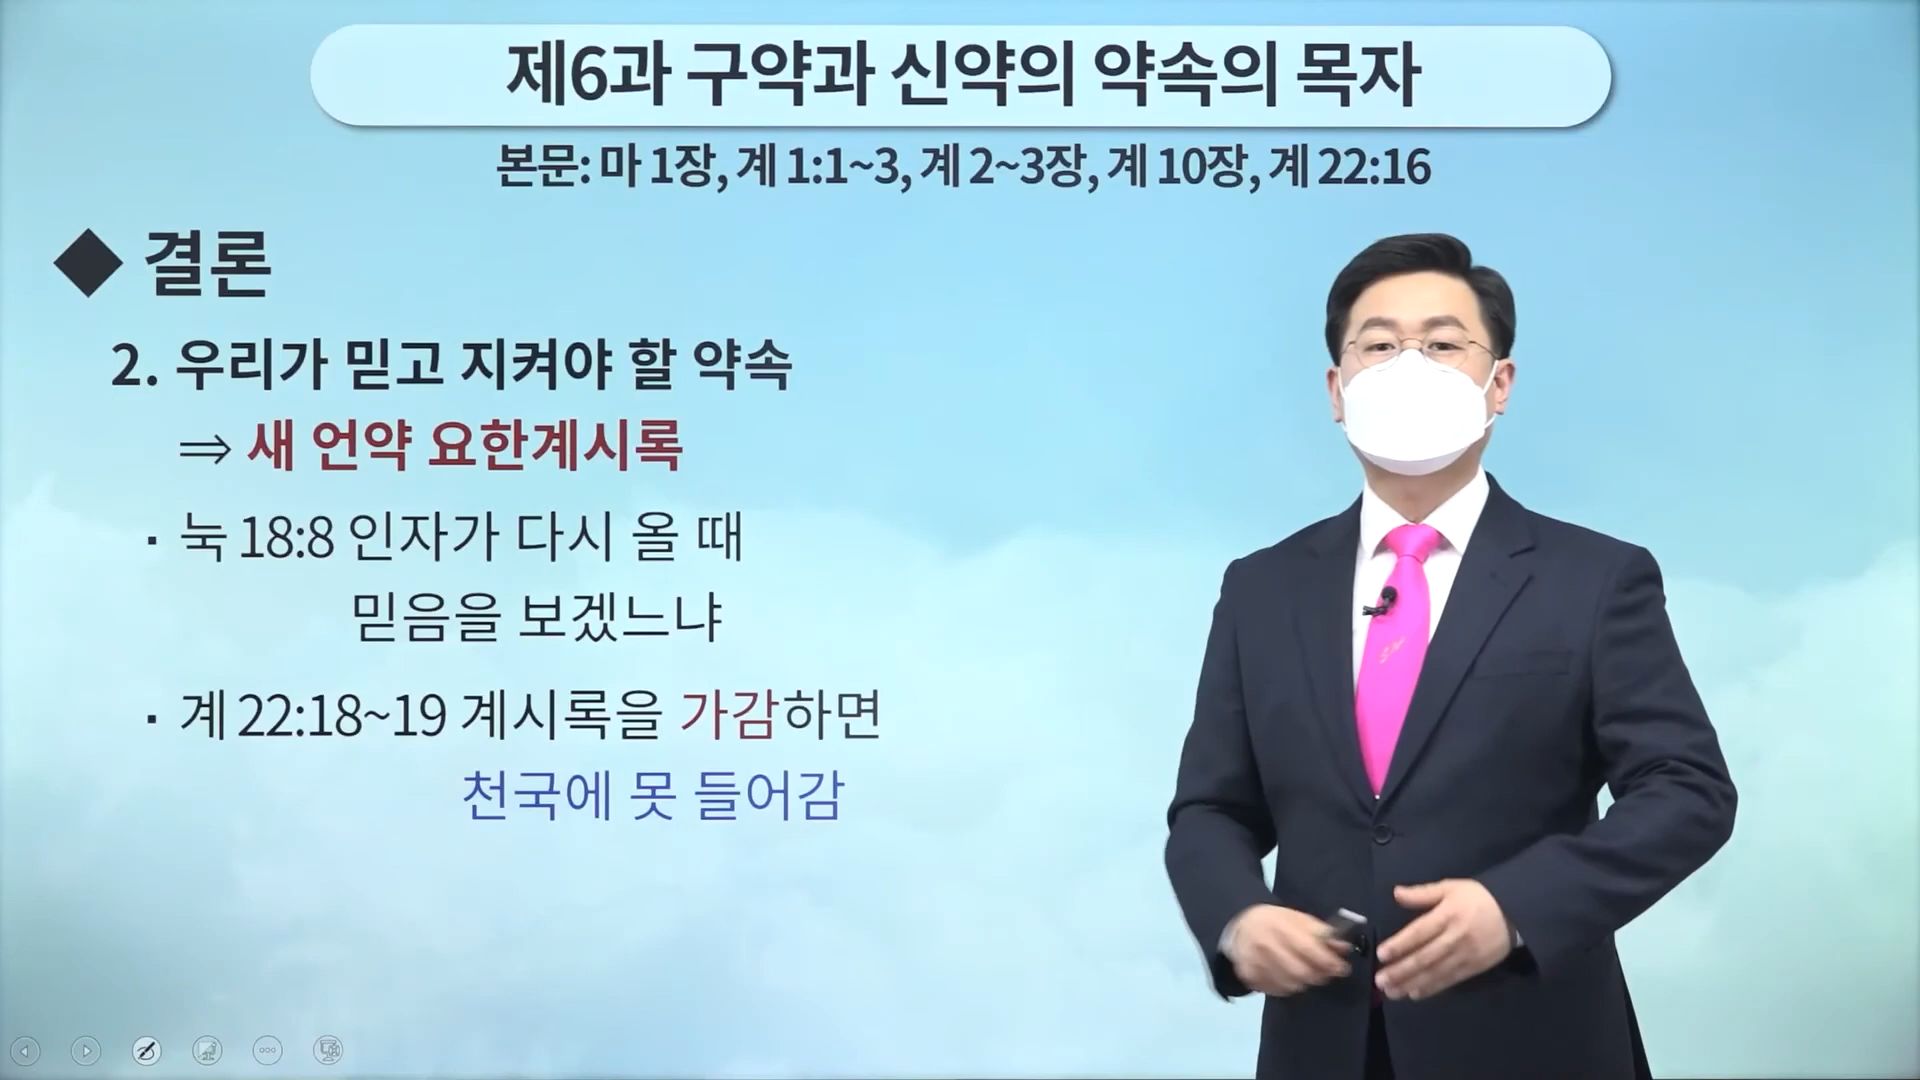 제6과 구약과 신약의 약속의 목자
본문: 마 1장, 계 1:1~3, 계 2~3장, 계 10장, 계 22:16
◆ 결론
2. 우리가 믿고 지켜야 할 약속
⇒ 새 언약 요한계시록
· 눅 18:8 인자가 다시 올 때
믿음을 보겠느냐
· 계 22:18~19 계시록을 가감하면
천국에 못 들어감